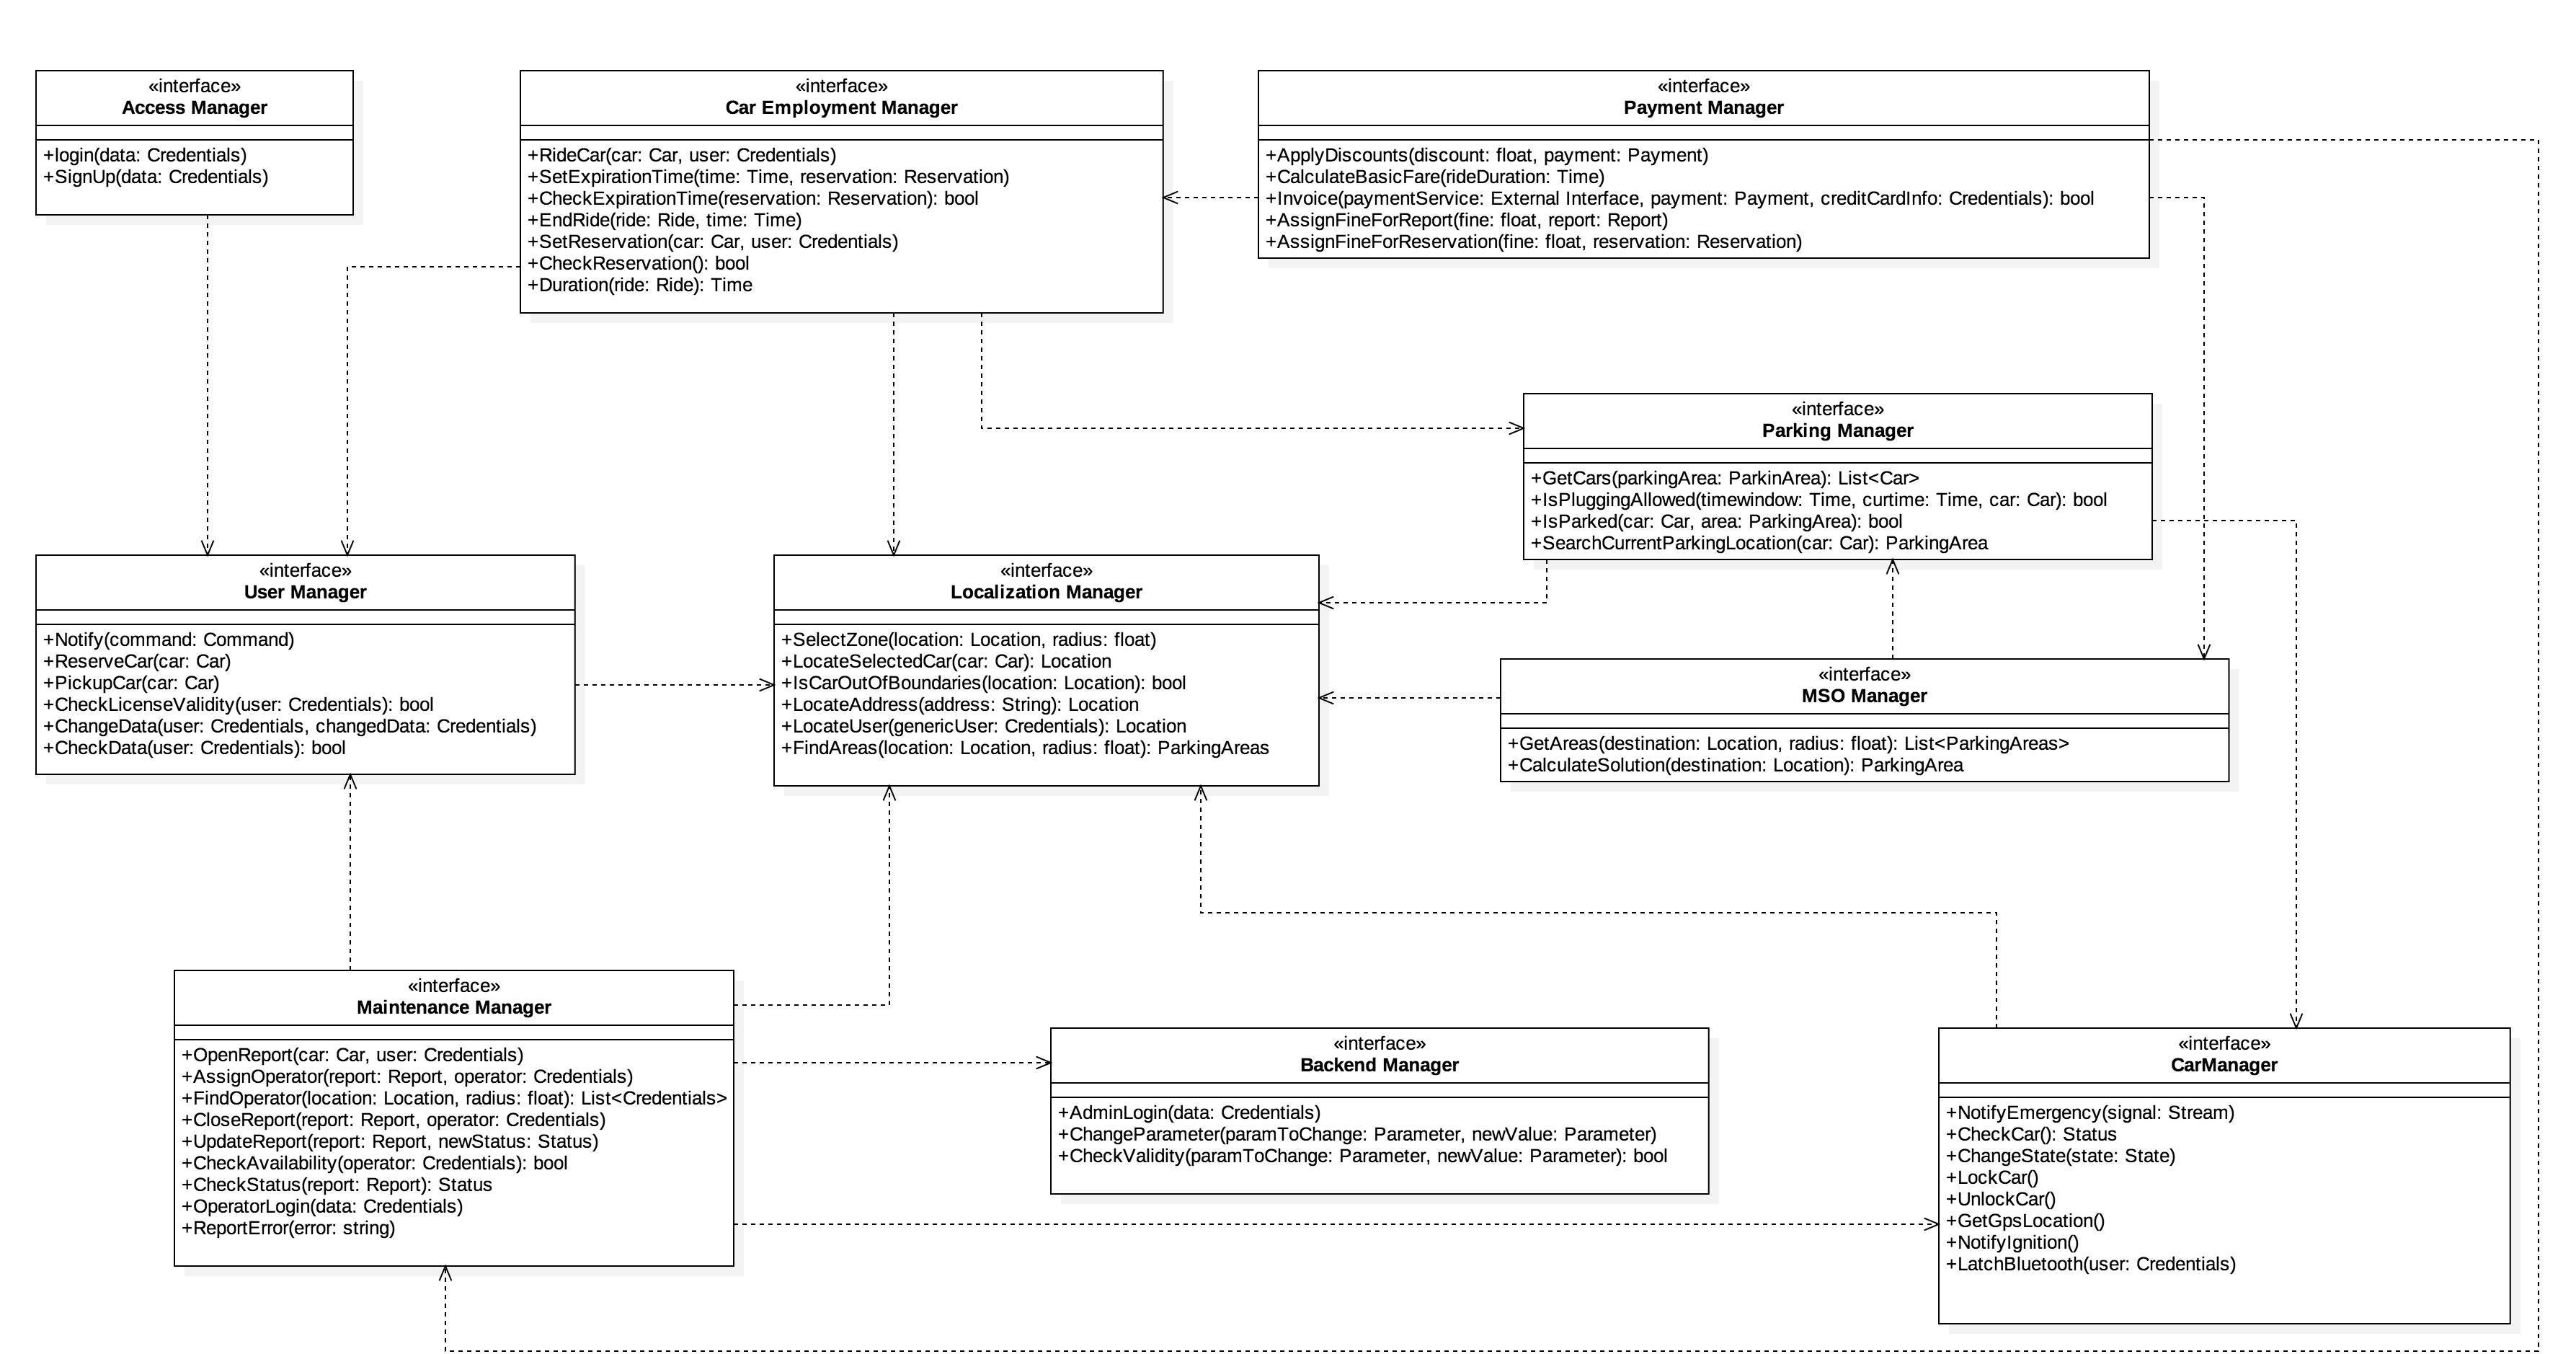 «interface»
Access Manager
+login(data: Credentials)
+SignUp(data: Credentials)
«interface»
Car Employment Manager
+RideCar(car: Car, user: Credentials)
+SetExpirationTime(time: Time, reservation: Reservation)
+CheckExpirationTime(reservation: Reservation): bool
+EndRide(ride: Ride, time: Time)
+SetReservation(car: Car, user: Credentials)
+CheckReservation(): bool
+Duration(ride: Ride): Time
«interface»
Payment Manager
+ApplyDiscounts(discount: float, payment: Payment)
+CalculateBasicFare(rideDuration: Time)
+Invoice(paymentService: External Interface, payment: Payment, creditCardInfo: Credentials): bool
+AssignFineForReport(fine: float, report: Report)
+AssignFineForReservation(fine: float, reservation: Reservation)
«interface»
Parking Manager
+GetCars(parkingArea: ParkinArea): List<Car>
+IsPluggingAllowed(timewindow: Time, curtime: Time, car: Car): bool
+IsParked(car: Car, area: ParkingArea): bool
+SearchCurrentParkingLocation(car: Car): ParkingArea
«interface»
User Manager
+Notify(command: Command)
+ReserveCar(car: Car)
+PickupCar(car: Car)
+CheckLicenseValidity(user: Credentials): bool
+ChangeData(user: Credentials, changedData: Credentials)
+CheckData(user: Credentials): bool
«interface»
Localization Manager
+SelectZone(location: Location, radius: float)
+LocateSelectedCar(car: Car): Location
+IsCarOutOfBoundaries(location: Location): bool
+LocateAddress(address: String): Location
+LocateUser(genericUser: Credentials): Location
+FindAreas(location: Location, radius: float): ParkingAreas
«interface»
MSO Manager
+GetAreas(destination: Location, radius: float): List<ParkingAreas>
+CalculateSolution(destination: Location): ParkingArea
«interface»
Maintenance Manager
+OpenReport(car: Car, user: Credentials)
+AssignOperator(report: Report, operator: Credentials)
+FindOperator(location: Location, radius: float): List<Credentials>
+CloseReport(report: Report, operator: Credentials)
+UpdateReport(report: Report, newStatus: Status)
+CheckAvailability(operator: Credentials): bool
+CheckStatus(report: Report): Status
+OperatorLogin(data: Credentials)
+ReportError(error: string)
«interface»
Backend Manager
+AdminLogin(data: Credentials)
+ChangeParameter(paramToChange: Parameter, newValue: Parameter)
+CheckValidity(paramToChange: Parameter, newValue: Parameter): bool
«interface»
CarManager
+NotifyEmergency(signal: Stream)
+CheckCar(): Status
+ChangeState(state: State)
+LockCar()
+UnlockCar()
+GetGpsLocation()
+NotifyIgnition()
+LatchBluetooth(user: Credentials)